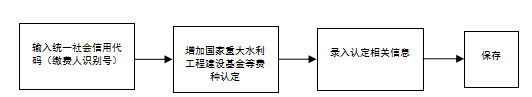 输入统一社会信用代
码（缴费人识别号）
增加国家重大水利
工程建设基金等费
种认定
录入认定相关信息
保存